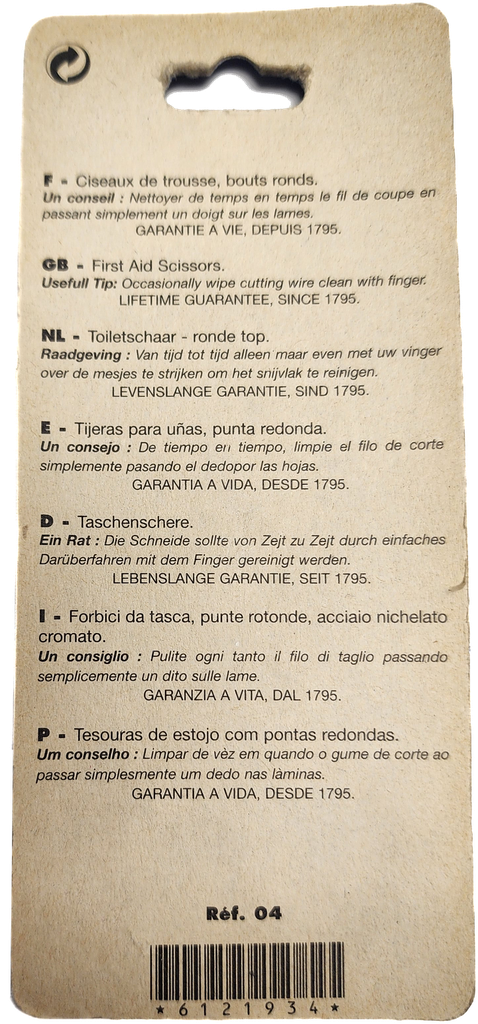 F - Ciseaux de trousse, bouts ronds.
Un conseil : Nettoyer de temps en temps le fil de coupe en
passant simplement un doigt sur les lames.
GARANTIE A VIE, DEPUIS 1795.
GB - First Aid Scissors.
Usefull Tip: Occasionally wipe cutting wire clean with finger.
LIFETIME GUARANTEE, SINCE 1795.
NL - Toiletschaar - ronde top.
Raadgeving : Van tijd tot tijd alleen maar even met uw vinger
over de mesjes te strijken om het snijvlak te reinigen.
LEVENSLANGE GARANTIE, SIND 1795.
E - Tijeras para uñas, punta redonda.
Un consejo : De tiempo en tiempo, limpie el filo de corte
simplemente pasando el dedopor las hojas.
GARANTIA A VIDA, DESDE 1795.
D - Taschenschere.
Ein Rat : Die Schneide sollte von Zejt zu Zejt durch einfaches
Darüberfahren mit dem Finger gereinigt werden.
LEBENSLANGE GARANTIE, SEIT 1795.
I - Forbici da tasca, punte rotonde, acciaio nichelato
cromato.
Un consiglio : Pulite ogni tanto il filo di taglio passando
semplicemente un dito sulle lame.
GARANZIA A VITA, DAL 1795.
P - Tesouras de estojo com pontas redondas.
Um conselho : Limpar de vèz em quando o gume de corte ao
passar simplesmente um dedo nas làminas.
GARANTIA A VIDA, DESDE 1795.
Réf. 04
* 6 1 2 1 9 3 4 *